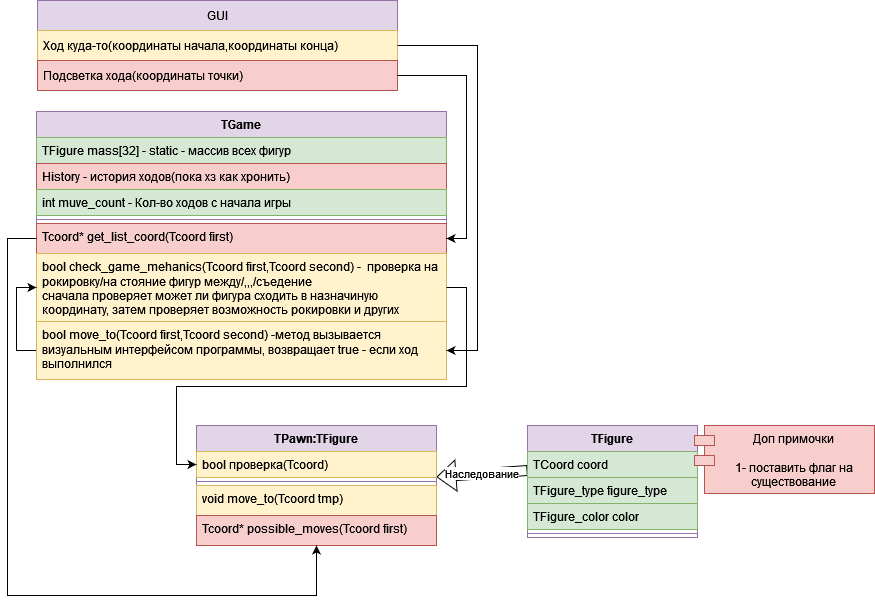 GUI
Ход куда-то(координаты начала,координаты конца)
Подсветка хода(координаты точки)
TGame
TFigure mass[32] - static - массив всех фигур
History - история ходов(пока хз как хронить)
int muve_count - Кол-во ходов с начала игры
Tcoord* get_list_coord(Tcoord first)
bool check_game_mehanics(Tcoord first,Tcoord second) - проверка на
рокировку/на стояние фигур между/,,,/съедение
сначала проверяет может ли фигура сходить в назначиную
координату, затем проверяет возможность рокировки и других
bool move_to(Tcoord first,Tcoord second) -метод вызывается
визуальным интерфейсом программы, возвращает true - если ход
выполнился
TPawn:TFigure
bool проверка(Tcoord)
void move_to(Tcoord tmp)
Tcoord* possible_moves(Tcoord first)
Наследование
TFigure
TCoord coord
TFigure_type figure_type
TFigure_color color
Доп примочки
1- поставить флаг на
существование